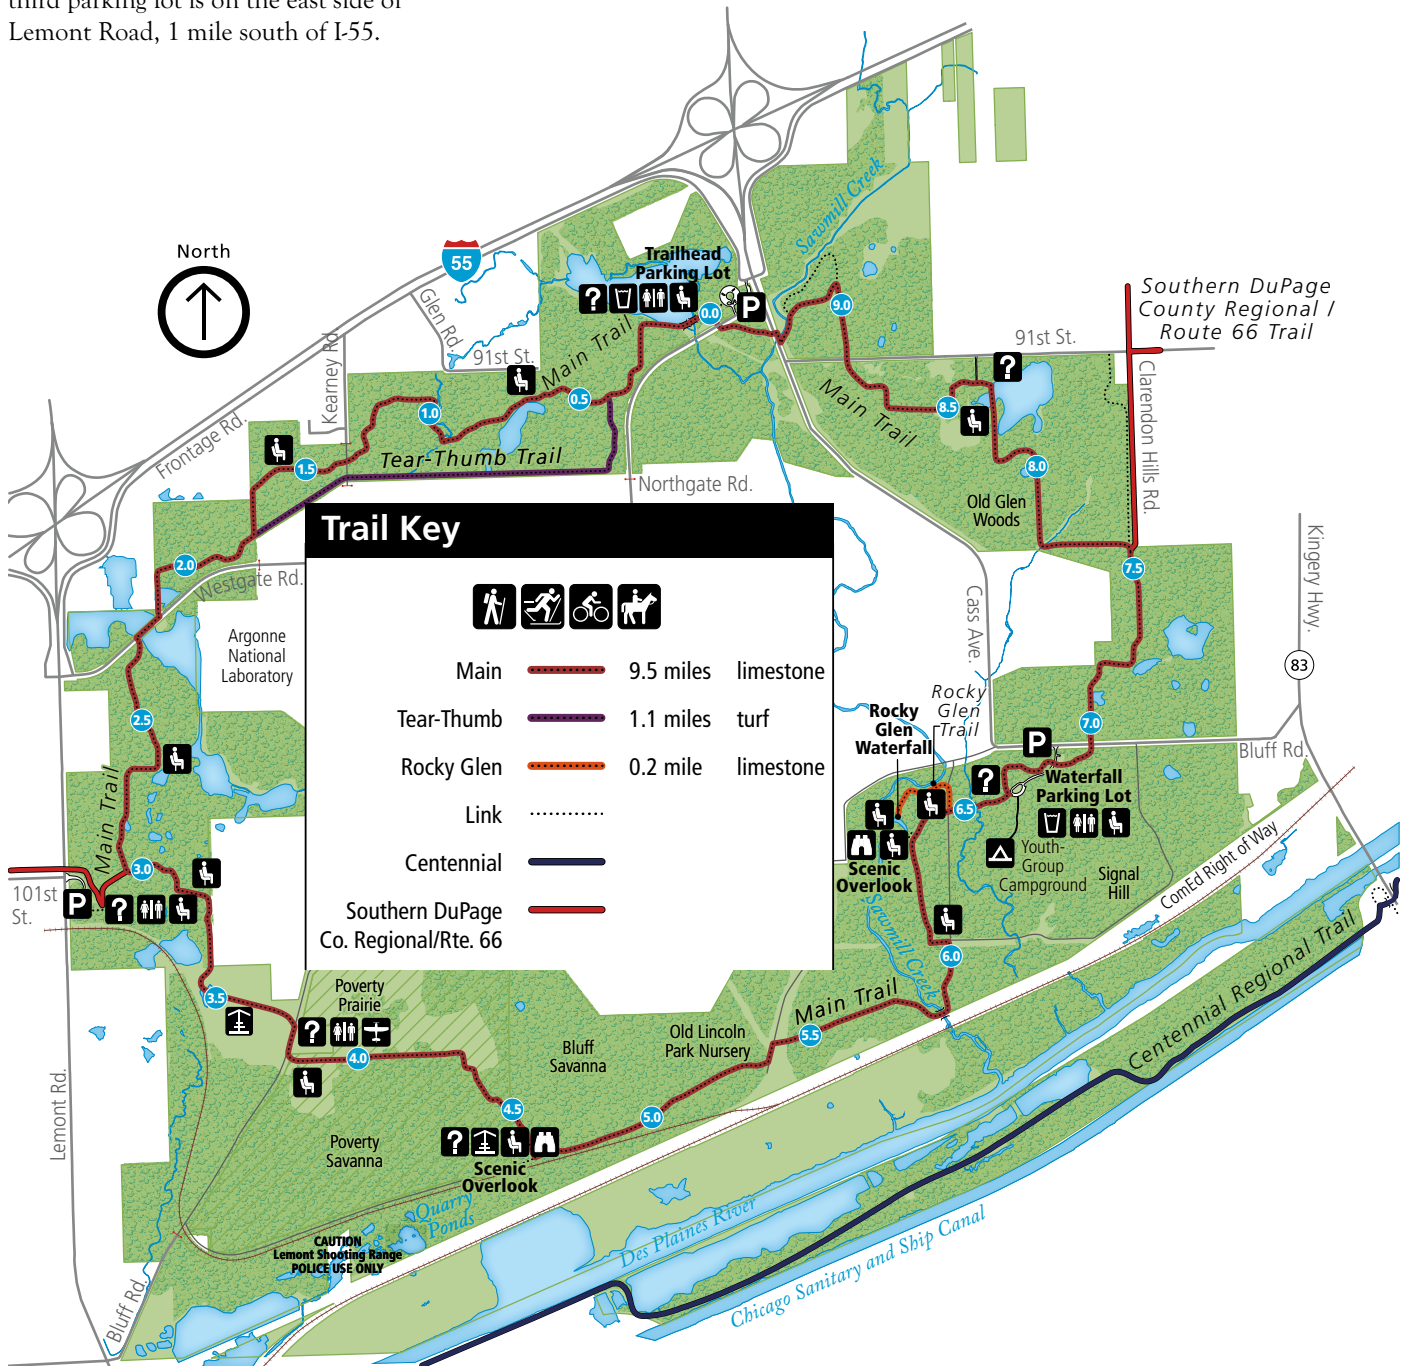 third parking lot is on the east side of
Lemont Road, 1 mile south of I-55.
North
55
Trailhead
Parking Lot
?
P
Sawmill Creek
Southern DuPage
County Regional /
Route 66 Trail
Glen Rd.
Kearney Rd.
Frontage Rd.
91st St.
Main Trail
0.0
0.5
1.0
1.5
2.0
Tear-Thumb Trail
Northgate Rd.
9.0
91st St.
?
Main Trail
8.5
8.0
Old Glen
Woods
Clarendon Hills Rd.
7.5
Kingery Hwy.
83
Westgate Rd.
Argonne
National
Laboratory
Cass Ave.
Trail Key
Main 9.5 miles limestone
Tear-Thumb 1.1 miles turf
Rocky Glen 0.2 mile limestone
Link
Centennial
Southern DuPage
Co. Regional/Rte. 66
2.5
Main Trail
3.0
101st
St.
P
?
Rocky
Glen
Trail
Rocky
Glen
Waterfall
7.0
P
Bluff Rd.
?
6.5
Waterfall
Parking Lot
Youth-
Group
Campground
Signal
Hill
ComEd Right of Way
Scenic
Overlook
Sawmill Creek
6.0
3.5
Poverty
Prairie
?
4.0
Bluff
Savanna
Old Lincoln
Park Nursery
Main Trail
5.5
Centennial Regional Trail
4.5
5.0
Lemont Rd.
Poverty
Savanna
?
Scenic
Overlook
Quarry
Ponds
CAUTION
Lemont Shooting Range
POLICE USE ONLY
Des Plaines River
Chicago Sanitary and Ship Canal
Bluff Rd.